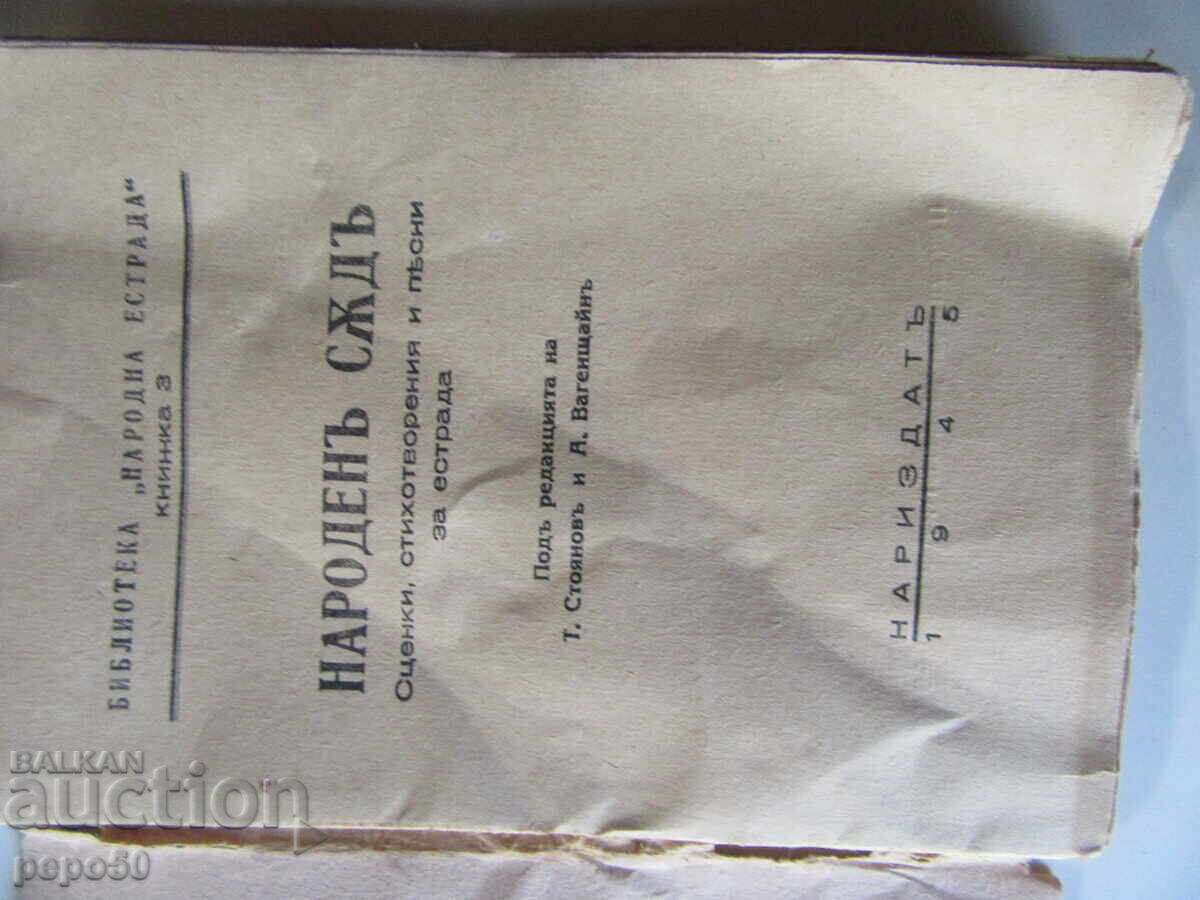 БИБЛИОТЕКА „НАРОДНА ЕСТРАДА“
книжка 3
НАРОДЕНЪ СѪДЪ
Сценки, стихотворения и пѣсни
за естрада
Подъ редакцията на
Т. Стояновъ и А. Вагенщайнъ
НАРИЗДАТЪ
1 9 4 5
BALKAN
auction
pepo50